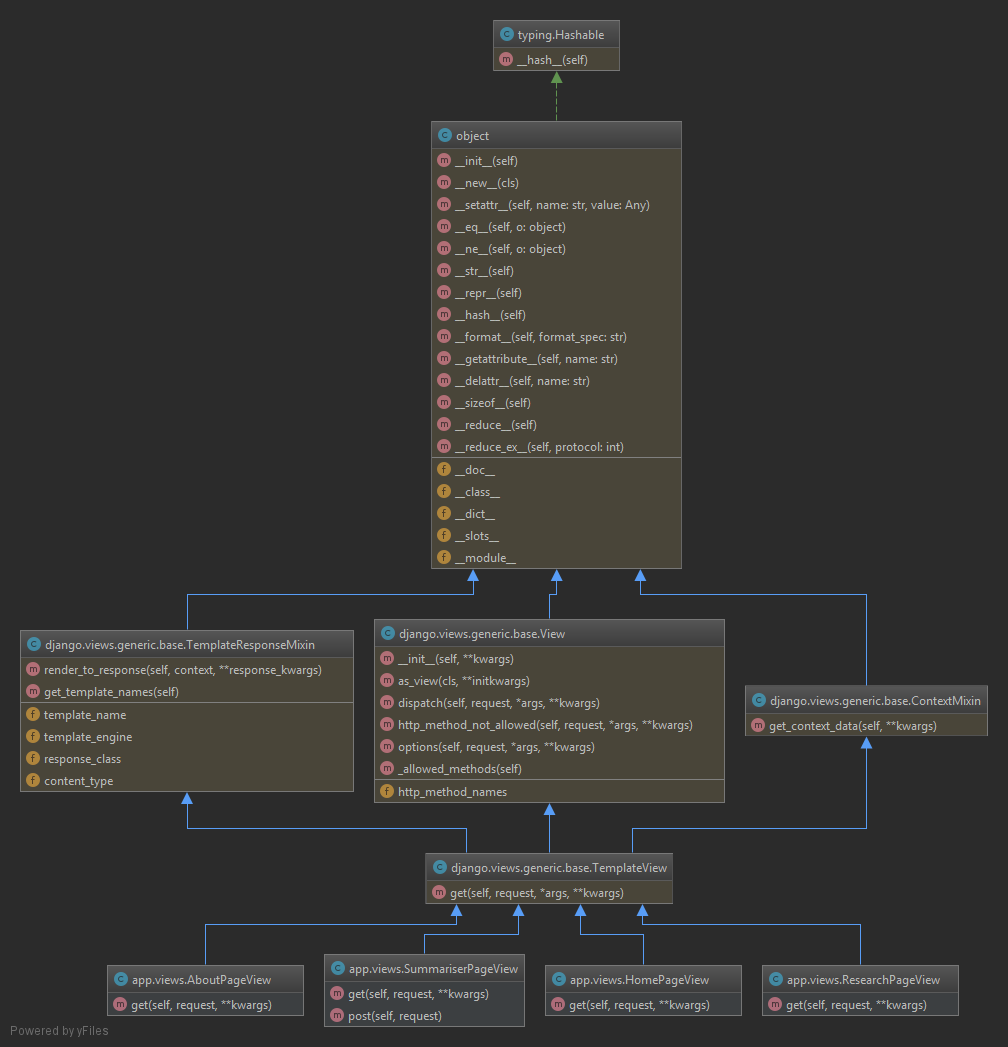 typing.Hashable
__hash__(self)
object
__init__(self)
__new__(cls)
__setattr__(self, name: str, value: Any)
__eq__(self, o: object)
__ne__(self, o: object)
__str__(self)
__repr__(self)
__hash__(self)
__format__(self, format_spec: str)
__getattribute__(self, name: str)
__delattr__(self, name: str)
__sizeof__(self)
__reduce__(self)
__reduce_ex__(self, protocol: int)
__doc__
__class__
__dict__
__slots__
__module__
django.views.generic.base.TemplateResponseMixin
render_to_response(self, context, **response_kwargs)
get_template_names(self)
template_name
template_engine
response_class
content_type
django.views.generic.base.View
__init__(self, **kwargs)
as_view(cls, **initkwargs)
dispatch(self, request, *args, **kwargs)
http_method_not_allowed(self, request, *args, **kwargs)
options(self, request, *args, **kwargs)
_allowed_methods(self)
http_method_names
django.views.generic.base.ContextMixin
get_context_data(self, **kwargs)
django.views.generic.base.TemplateView
get(self, request, *args, **kwargs)
app.views.AboutPageView
get(self, request, **kwargs)
app.views.SummariserPageView
get(self, request, **kwargs)
post(self, request)
app.views.HomePageView
get(self, request, **kwargs)
app.views.ResearchPageView
get(self, request, **kwargs)
Powered by yFiles